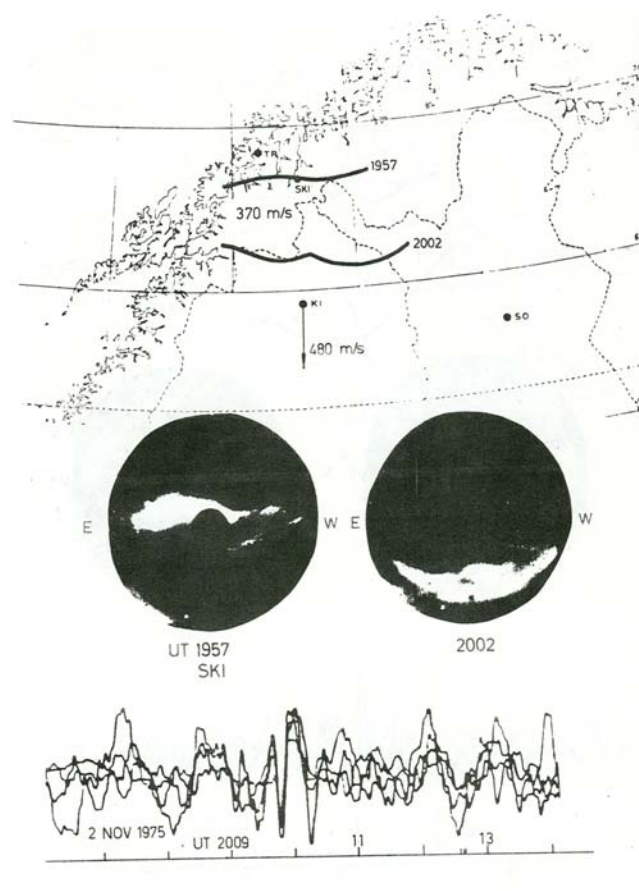 TR
1957
SKI
370 m/s
2002
KI
SO
480 m/s
E
W
E
W
UT 1957
SKI
2002
2 NOV 1975
UT 2009
11
13